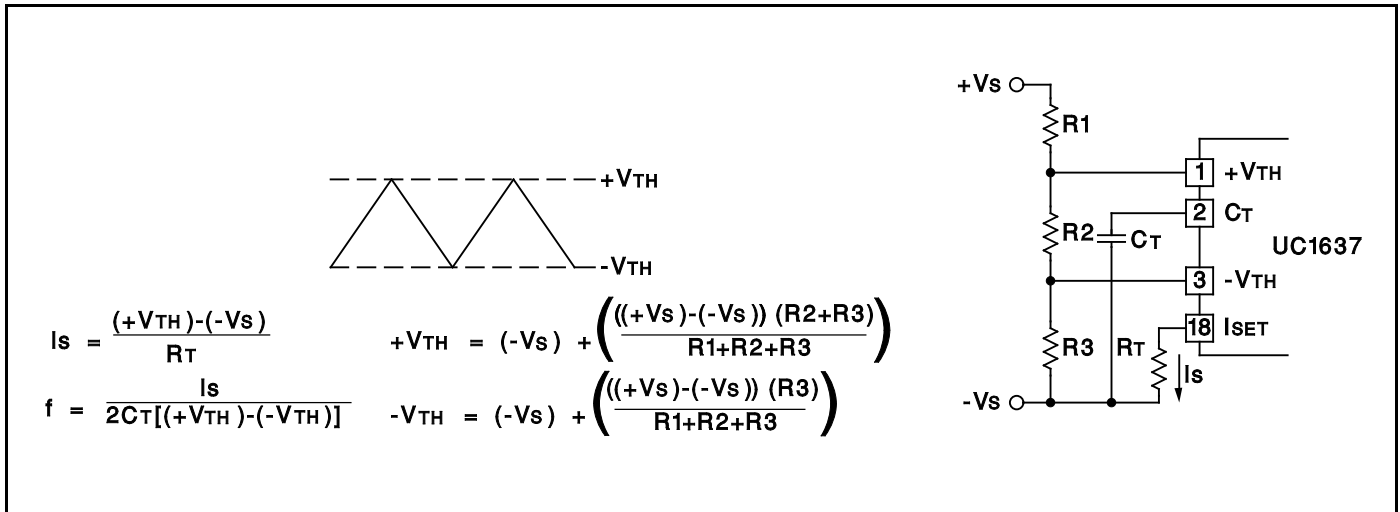 +VTH
-VTH
Is = (+VTH)-(-Vs) / RT
+VTH = (-Vs) + (((+Vs)-(-Vs)) (R2+R3) / R1+R2+R3)
f = Is / 2CT[(+VTH)-(-VTH)]
-VTH = (-Vs) + (((+Vs)-(-Vs)) (R3) / R1+R2+R3)
+Vs
R1
1 +VTH
2 CT
R2
CT
UC1637
3 -VTH
18 ISET
R3
RT
Is
-Vs